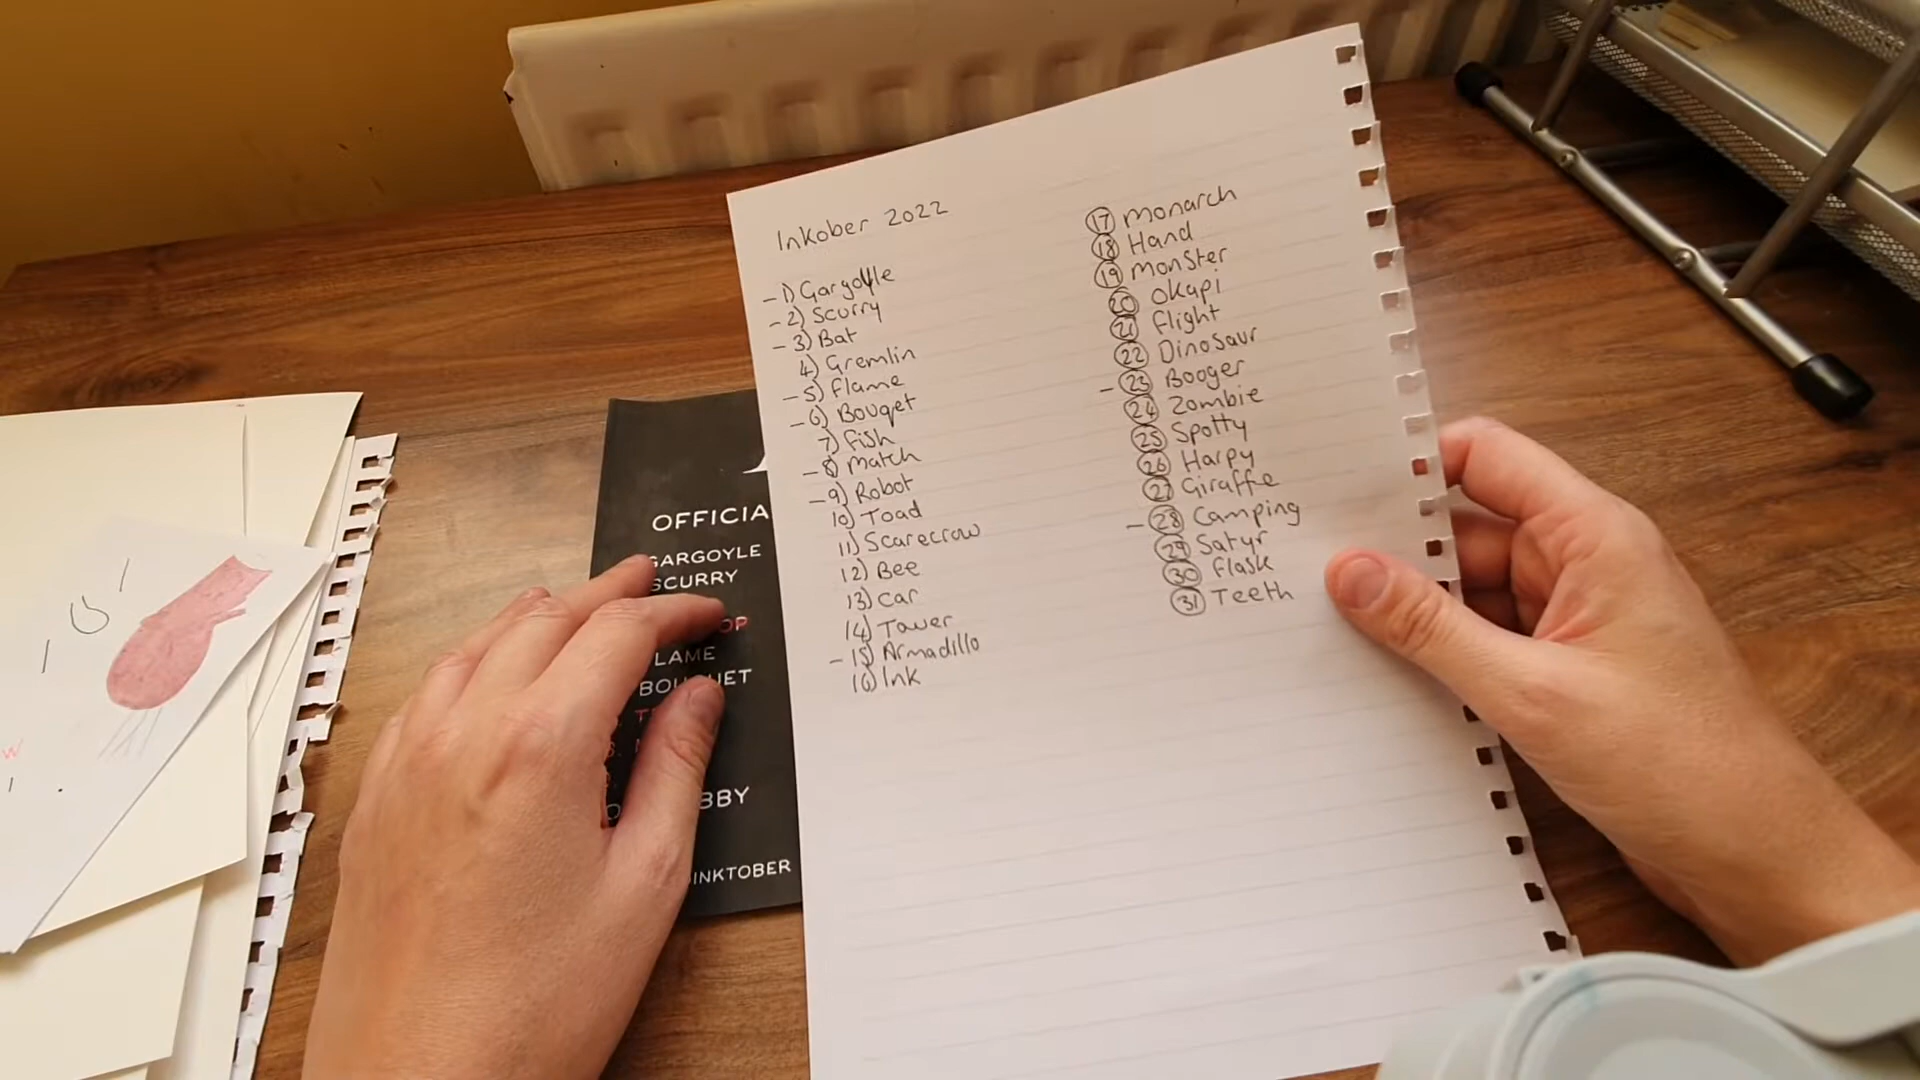 Inkober 2022
- 1) Gargoyle
- 2) Scurry
- 3) Bat
4) Gremlin
- 5) Flame
- 6) Bouqet
7) Fish
- 8) Match
- 9) Robot
10) Toad
11) Scarecrow
12) Bee
13) Car
14) Tower
- 15) Armadillo
16) Ink
17 Monarch
18 Hand
19 Monster
20 Okapi
21 Flight
22 Dinosaur
- 23 Booger
24 Zombie
25 Spotty
26 Harpy
27 Giraffe
- 28 Camping
29 Satyr
30 Flask
31 Teeth
OFFICIA
GARGOYLE
SCURRY
OP
LAME
BBY
INKTOBER
W